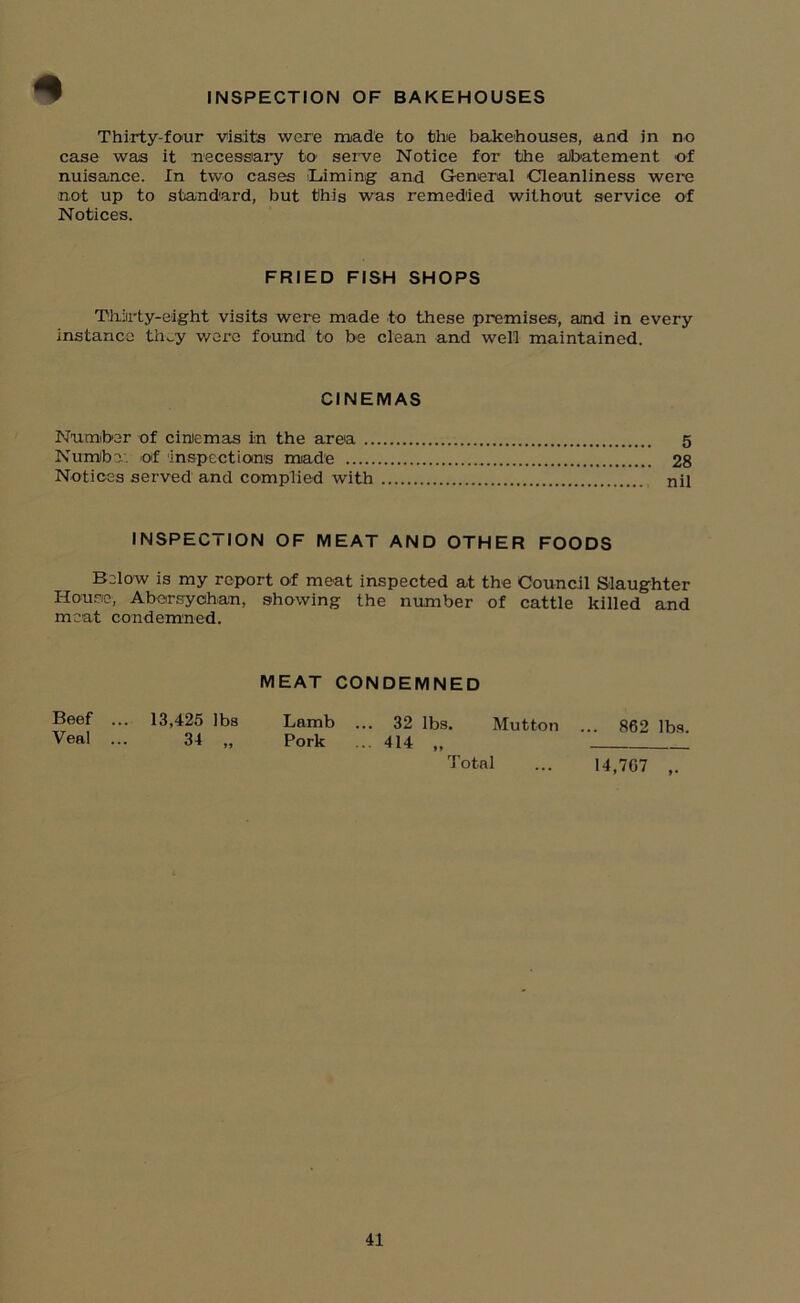 INSPECTION OF BAKEHOUSES
Thirty-four visits were made to the bakehouses, and in no
case was it necessary to serve Notice for the abatement of
nuisance. In two cases Liming and General Cleanliness were
not up to standard, but this was remedied without service of
Notices.
FRIED FISH SHOPS
Thirty-eight visits were made to these premises, and in every
instance they were found to be clean and well maintained.
CINEMAS
Number of cinemas in the area ........................ 5
Number of inspections made ........................ 28
Notices served and complied with ........................ nil
INSPECTION OF MEAT AND OTHER FOODS
Below is my report of meat inspected at the Council Slaughter
House, Abersychan, showing the number of cattle killed and
meat condemned.
MEAT CONDEMNED
Beef ... 13,425 lbs Lamb ... 32 lbs. Mutton ... 862 lbs.
Veal ... 34 „ Pork ... 414 „
Total ... 14,767 „.
41